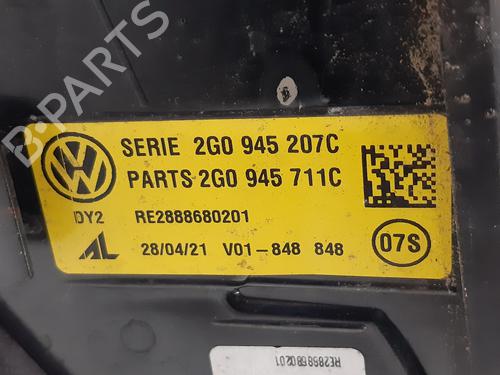 B-Parts
SERIE 2G0 945 207C
PARTS 2G0 945 711C
DY2 RE2888680201
AL 28/04/21 V01-848 848
07S
RE2888680201